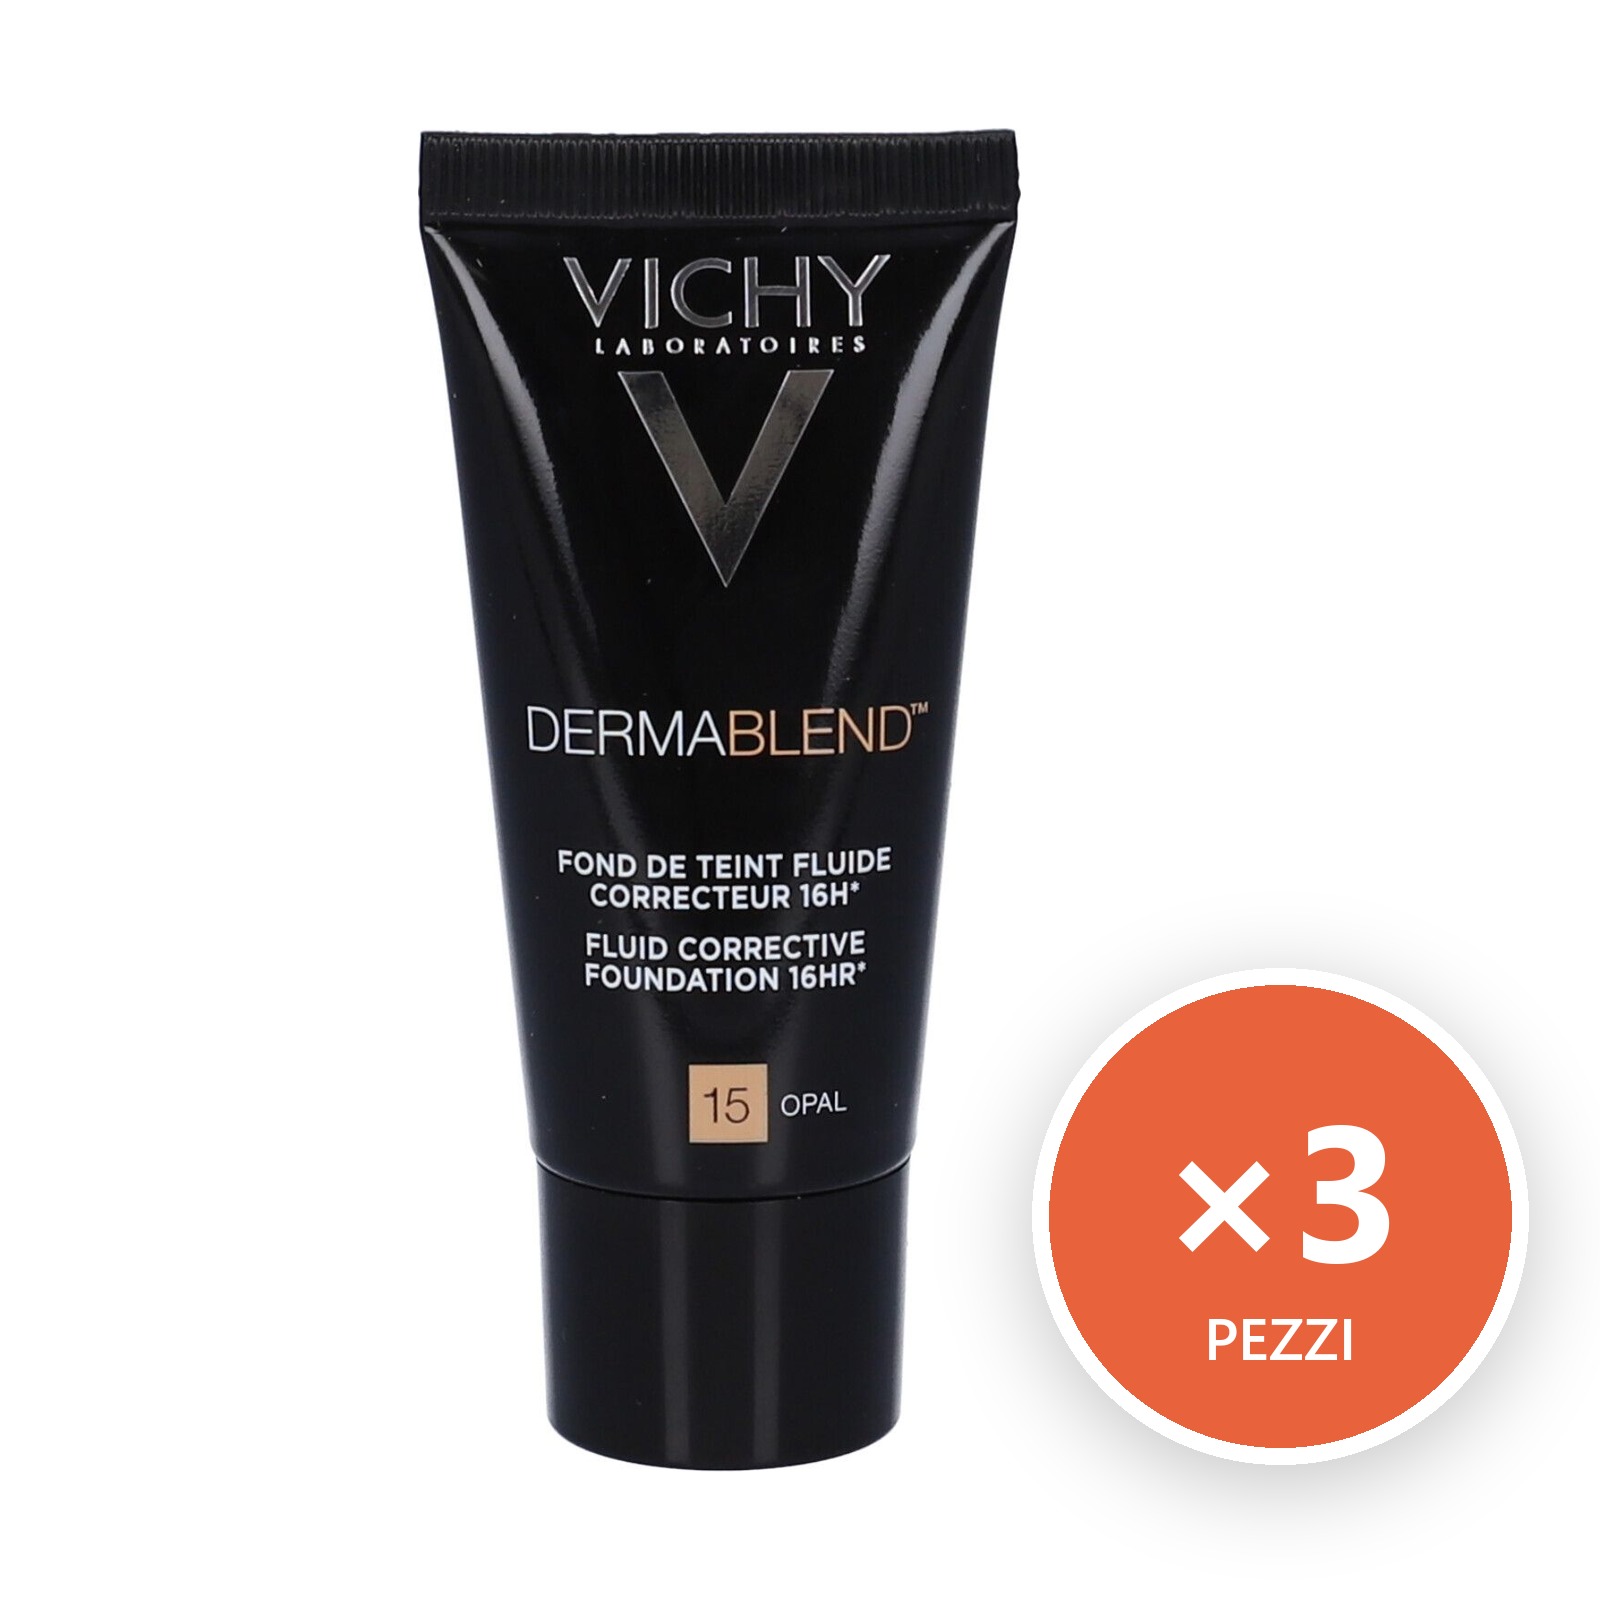 VICHY
LABORATOIRES
V
DERMABLEND™
FOND DE TEINT FLUIDE
CORRECTEUR 16H*
FLUID CORRECTIVE
FOUNDATION 16HR*
15 OPAL
×3
PEZZI